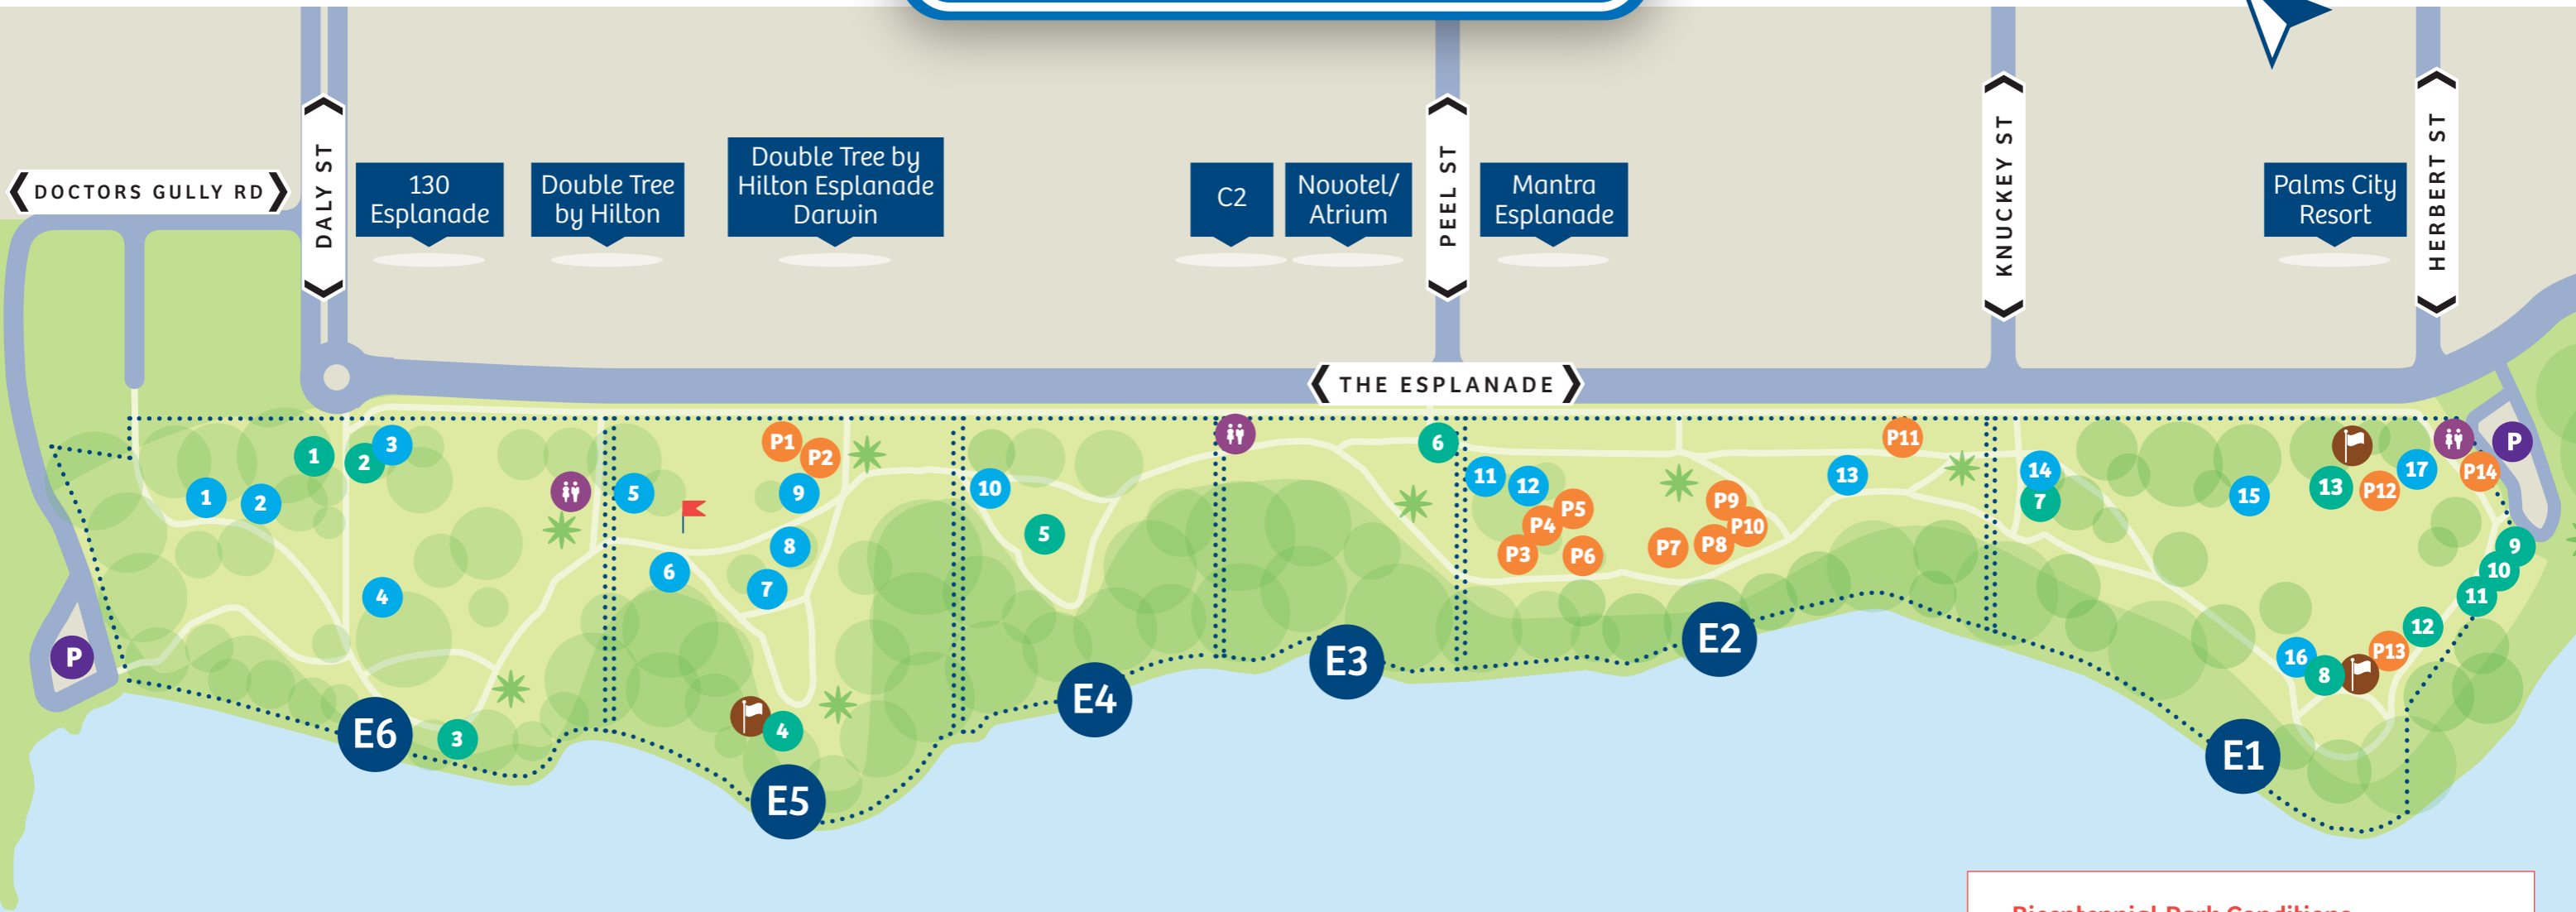 DOCTORS GULLY RD
DALY ST
130
Esplanade
Double Tree
by Hilton
Double Tree by
Hilton Esplanade
Darwin
C2
Novotel/
Atrium
PEEL ST
Mantra
Esplanade
KNUCKEY ST
Palms City
Resort
HERBERT ST
THE ESPLANADE
1
2
3
1
2
4
P
E6
3
5
P1
P2
9
8
6
7
4
E5
10
5
E4
6
E3
11
12
P5
P4
P3
P6
P9
P10
P7
P8
13
P11
E2
14
7
15
13
P12
17
P14
P
9
10
11
12
P13
16
8
E1
Bicentennial Park Conditions